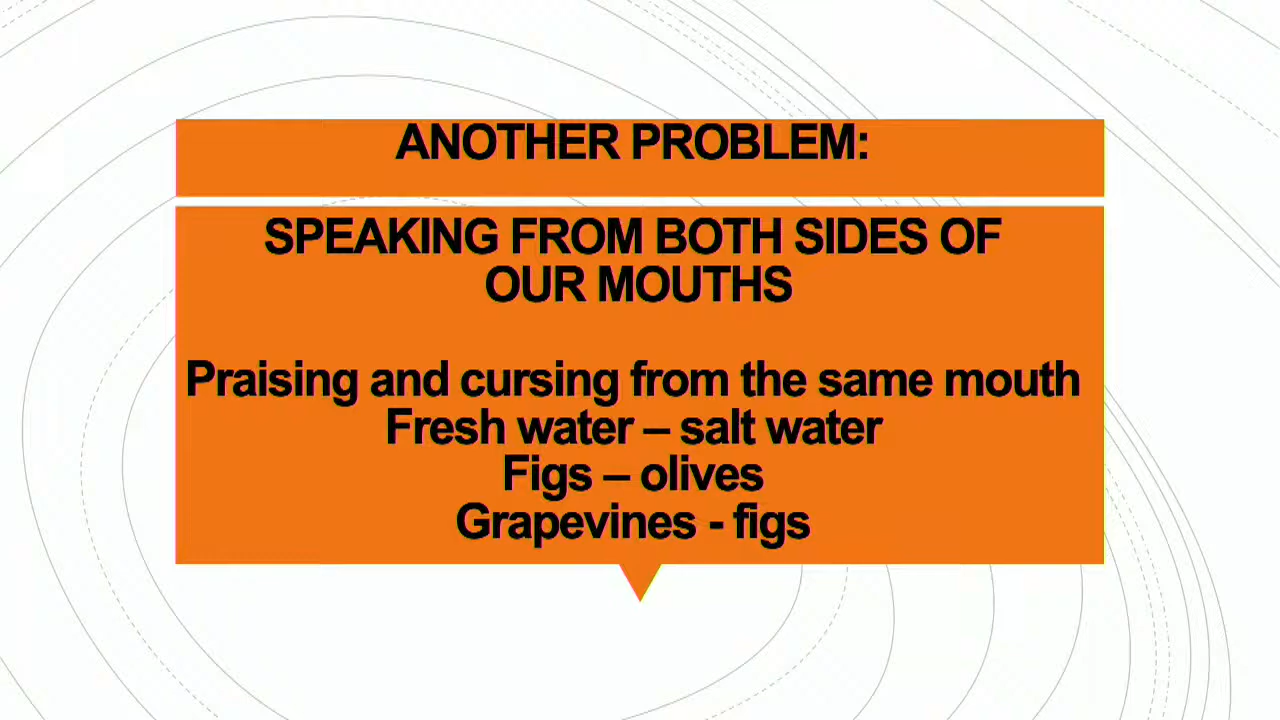 ANOTHER PROBLEM:
SPEAKING FROM BOTH SIDES OF
OUR MOUTHS
Praising and cursing from the same mouth
Fresh water – salt water
Figs – olives
Grapevines - figs